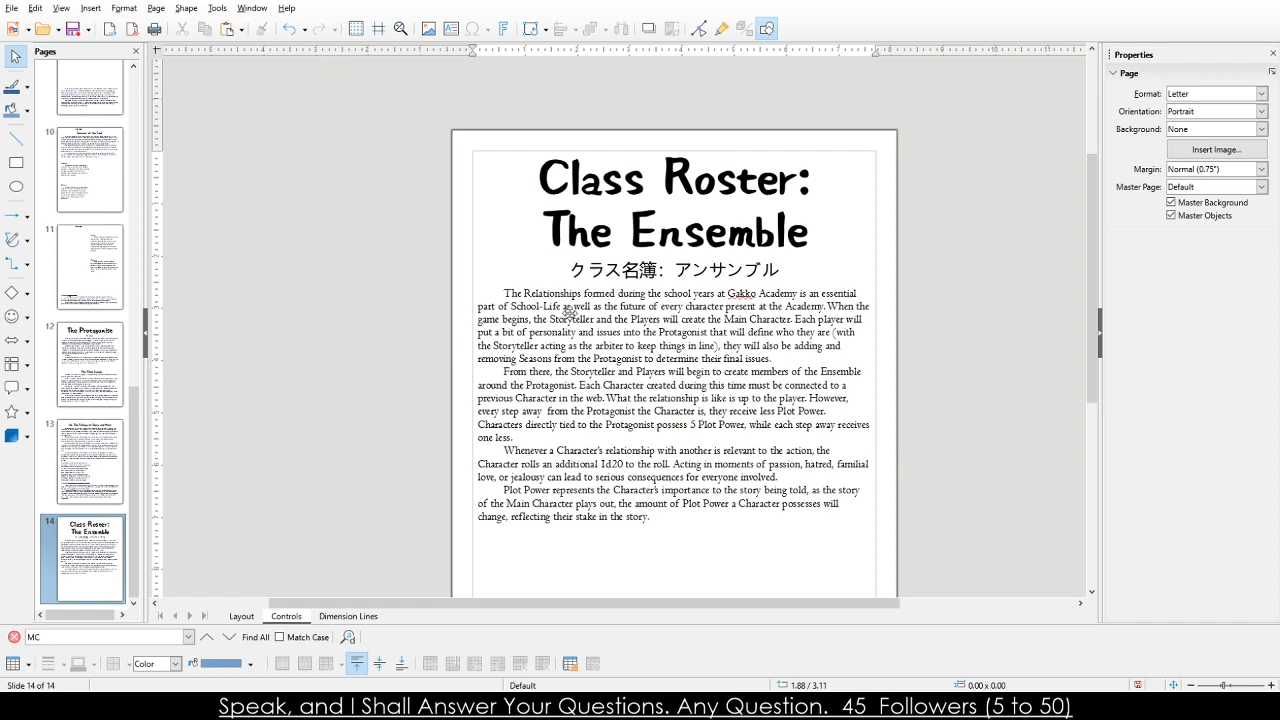 File Edit View Insert Format Page Shape Tools Window Help
Pages
Properties
Page
Format: Letter
Orientation: Portrait
Background: None
Insert Image...
Margin: Normal (0.75")
Master Page: Default
Master Background
Master Objects
10
11
12
The Protagonist
13
14
Class Roster:
The Ensemble
Class Roster:
The Ensemble
クラス名簿：アンサンブル
The Relationships formed during the school years at Gakko Academy is an essential
part of School-Life as well as the future of every character present at the Academy. When the
game begins, the Storyteller and the Players will create the Main Character. Each player will
put a bit of personality and issues into the Protagonist that will define who they are (with
the Storyteller acting as the arbiter to keep things in line), they will also be adding and
removing Seasons from the Protagonist to determine their final issues.
From there, the Storyteller and Players will begin to create members of the Ensemble
around the Protagonist. Each Character created during this time must be connected to a
previous Character in the web. What the relationship is like is up to the player. However,
every step away from the Protagonist the Character is, they receive less Plot Power.
Characters directly tied to the Protagonist possess 5 Plot Power, while each step away receives
one less.
Whenever a Character's relationship with another is relevant to the action, the
Character rolls an additional 1d20 to the roll. Acting in moments of passion, hatred, familial
love, or jealousy can lead to serious consequences for everyone involved.
Plot Power represents the Character's importance to the story being told, as the story
of the Main Character plays out, the amount of Plot Power a Character possesses will
change, reflecting their stake in the story.
Layout Controls Dimension Lines
MC Find All Match Case
Color
Slide 14 of 14 Default 1.88 / 3.11 0.00 x 0.00
Speak, and I Shall Answer Your Questions. Any Question. 45 Followers (5 to 50)